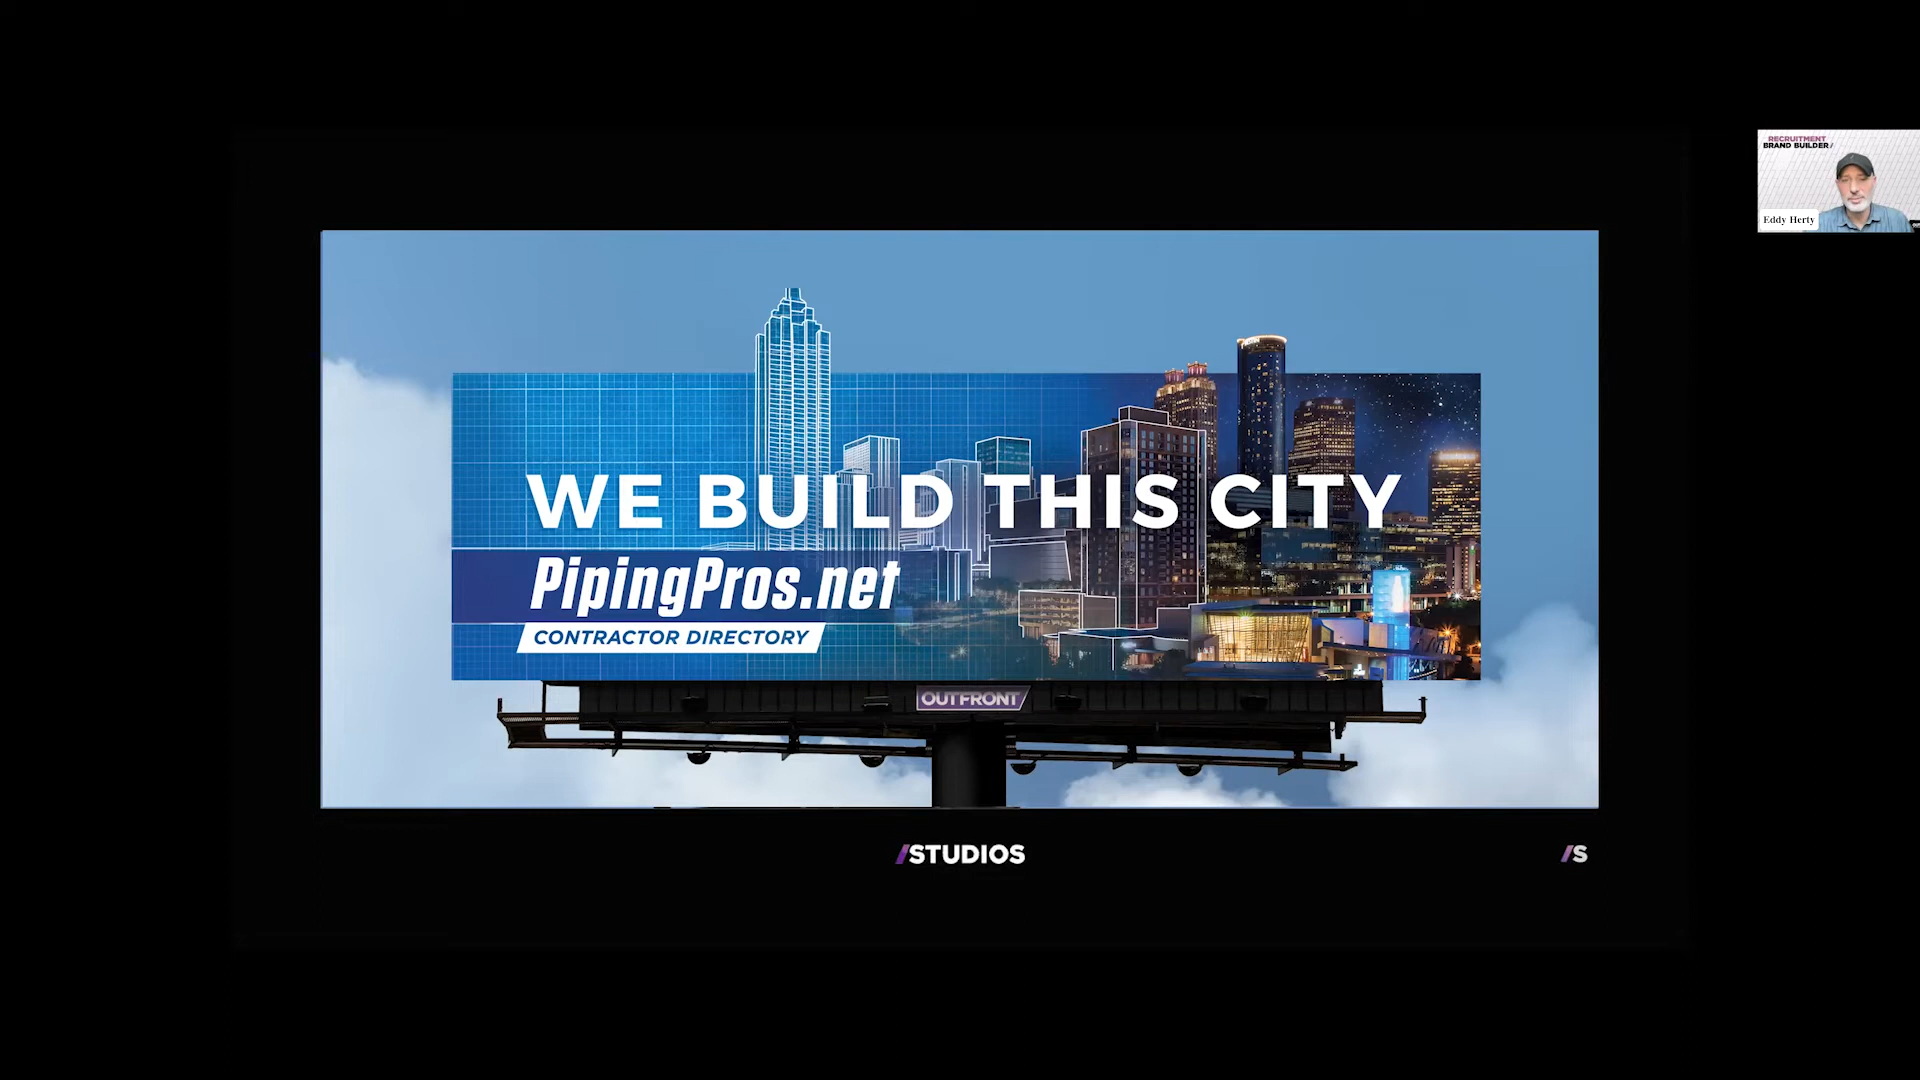 RECRUITMENT
BRAND BUILDER/
Eddy Herty
WE BUILD THIS CITY
PipingPros.net
CONTRACTOR DIRECTORY
OUTFRONT/
/STUDIOS
/S